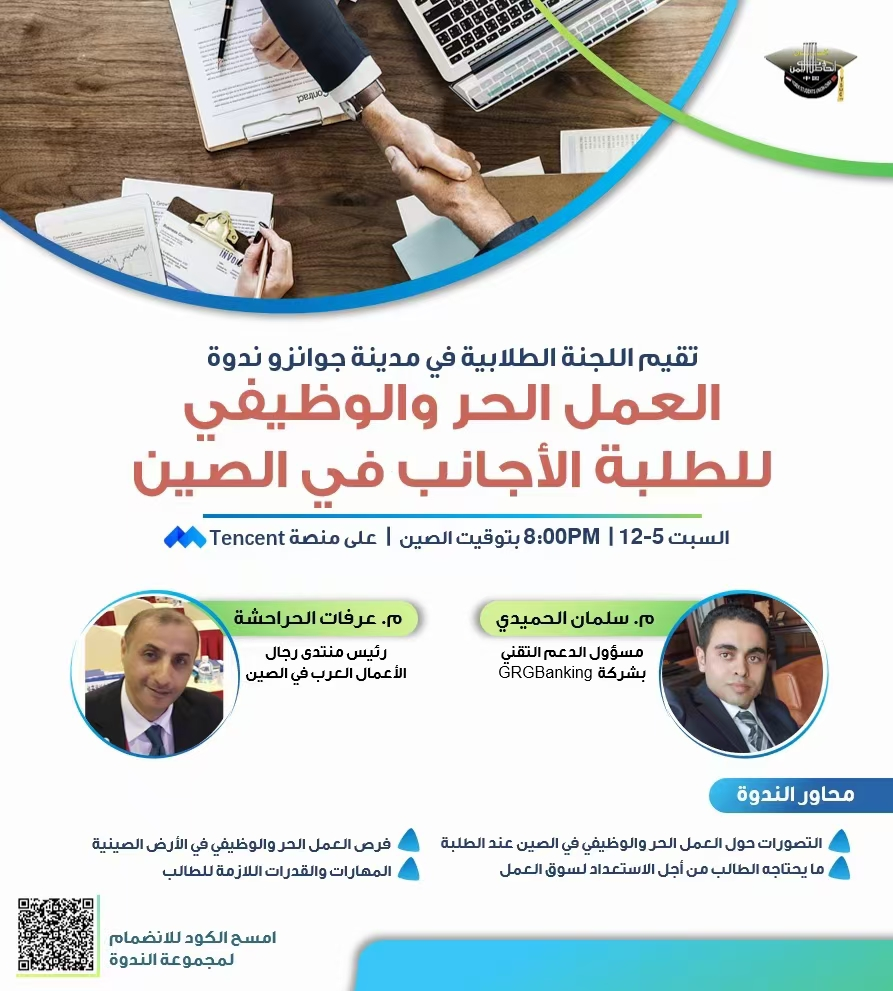 Contract
INVOI
تقيم اللجنة الطلابية في مدينة جوانزو ندوة
العمل الحر والوظيفي
للطلبة الأجانب في الصين
السبت 5-12 | 8:00PM بتوقيت الصين | على منصة Tencent
م. سلمان الحميدي
مسؤول الدعم التقني
بشركة GRGBanking
م. عرفات الحراحشة
رئيس منتدى رجال
الأعمال العرب في الصين
محاور الندوة
التصورات حول العمل الحر والوظيفي في الصين عند الطلبة
ما يحتاجه الطالب من أجل الاستعداد لسوق العمل
فرص العمل الحر والوظيفي في الأرض الصينية
المهارات والقدرات اللازمة للطالب
امسح الكود للانضمام
لمجموعة الندوة